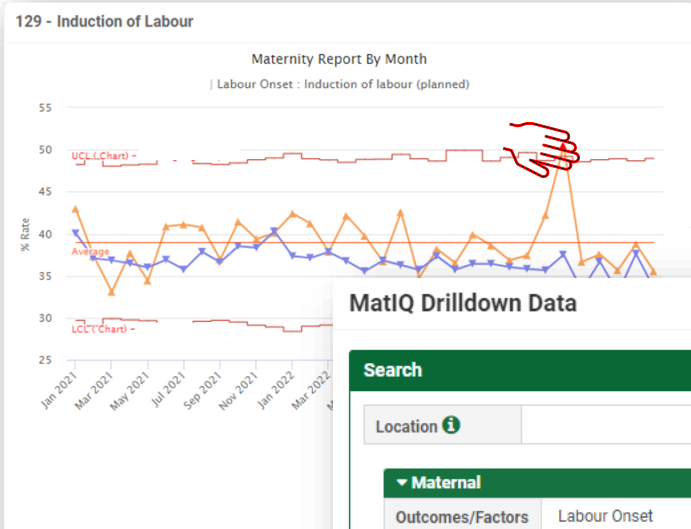 129 - Induction of Labour
Maternity Report By Month
| Labour Onset : Induction of labour (planned)
55
50
45
40
35
30
25
% Rate
UCL ( Chart) -
Average
LCL ( Chart) -
Jan 2021
Mar 2021
May 2021
Jul 2021
Sep 2021
Nov 2021
Jan 2022
Mar 2022
MatIQ Drilldown Data
Search
Location
Maternal
Outcomes/Factors Labour Onset